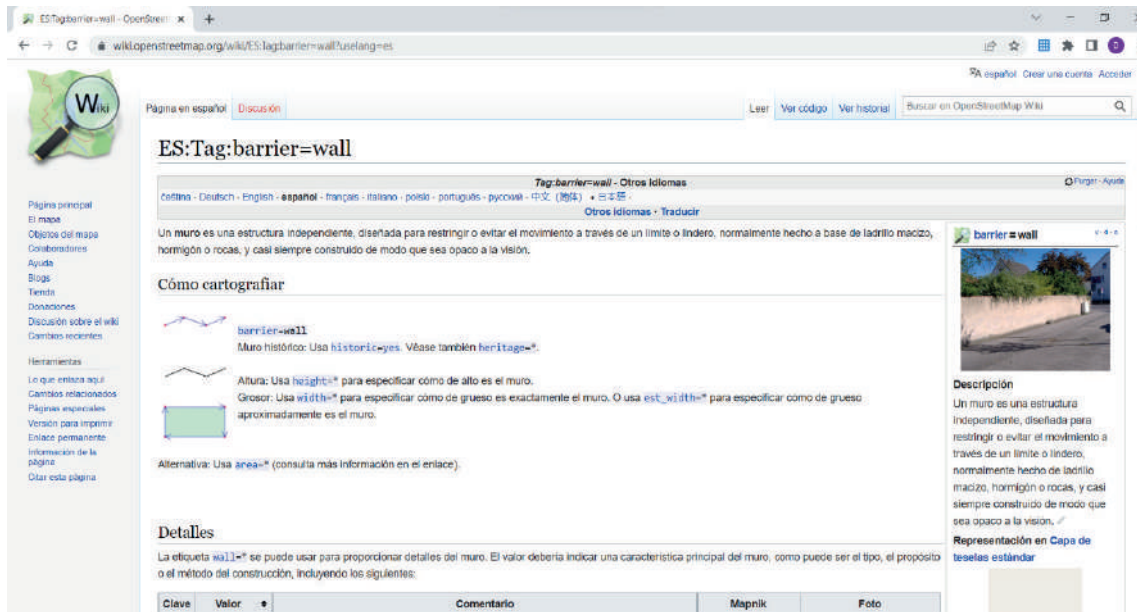 ES:Tag:barrier=wall - OpenStreet
wiki.openstreetmap.org/wiki/ES:Tag:barrier=wall?uselang=es
español Crear una cuenta Acceder
Wiki
Página en español Discusión Leer Ver código Ver historial Buscar en OpenStreetMap Wiki
ES:Tag:barrier=wall
Tag:barrier=wall - Otros idiomas
Purgar - Ayuda
čeština - Deutsch - English - español - français - italiano - polski - português - русский - 中文 (简体) • 日本語 -
Otros idiomas • Traducir
Un muro es una estructura independiente, diseñada para restringir o evitar el movimiento a través de un límite o lindero, normalmente hecho a base de ladrillo macizo,
hormigón o rocas, y casi siempre construido de modo que sea opaco a la visión.
Cómo cartografiar
barrier=wall
Muro histórico: Usa historic=yes. Véase también heritage=*.
Altura: Usa height=* para especificar cómo de alto es el muro.
Grosor: Usa width=* para especificar cómo de grueso es exactamente el muro. O usa est_width=* para especificar cómo de grueso
aproximadamente es el muro.
Alternativa: Usa area=* (consulta más información en el enlace).
Detalles
La etiqueta wall=* se puede usar para proporcionar detalles del muro. El valor debería indicar una característica principal del muro, como puede ser el tipo, el propósito
o el método del construcción, incluyendo los siguientes:
Clave Valor Comentario Mapnik Foto
Página principal
El mapa
Objetos del mapa
Colaboradores
Ayuda
Blogs
Tienda
Donaciones
Discusión sobre el wiki
Cambios recientes
Herramientas
Lo que enlaza aquí
Cambios relacionados
Páginas especiales
Versión para imprimir
Enlace permanente
Información de la
página
Citar esta página
barrier = wall
v · d · e
Descripción
Un muro es una estructura
independiente, diseñada para
restringir o evitar el movimiento a
través de un límite o lindero,
normalmente hecho de ladrillo
macizo, hormigón o rocas, y casi
siempre construido de modo que
sea opaco a la visión.
Representación en Capa de
teselas estándar